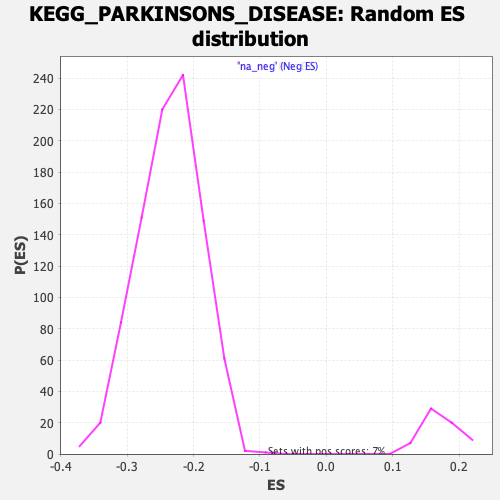 KEGG_PARKINSONS_DISEASE: Random ES
distribution
'na_neg' (Neg ES)
240
220
200
180
160
140
120
100
80
60
40
20
0
P(ES)
Sets with pos scores: 7%
-0.4 -0.3 -0.2 -0.1 0.0 0.1 0.2
ES